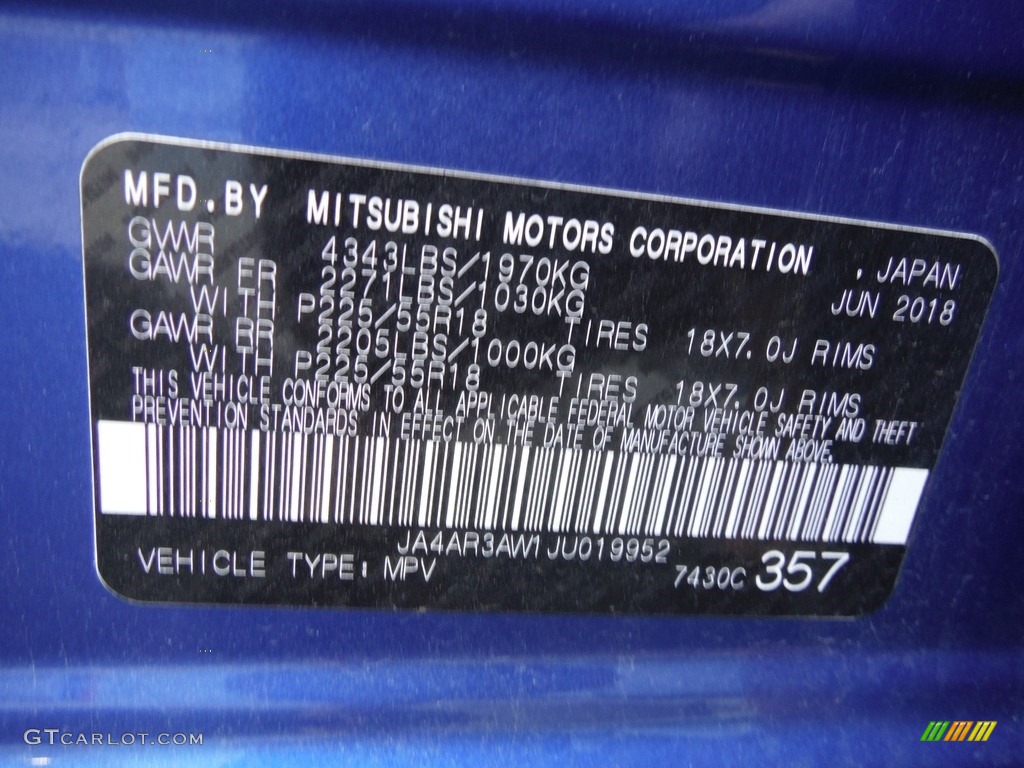 MFD.BY MITSUBISHI MOTORS CORPORATION , JAPAN
GVWR 4343LBS/1970KG JUN 2018
GAWR FR 2271LBS/1030KG
WITH P225/55R18 TIRES 18X7.0J RIMS
GAWR RR 2205LBS/1000KG
WITH P225/55R18 TIRES 18X7.0J RIMS
THIS VEHICLE CONFORMS TO ALL APPLICABLE FEDERAL MOTOR VEHICLE SAFETY AND THEFT
PREVENTION STANDARDS IN EFFECT ON THE DATE OF MANUFACTURE SHOWN ABOVE.
JA4AR3AW1JU019952
VEHICLE TYPE: MPV 7430C 357
GTCARLOT.COM